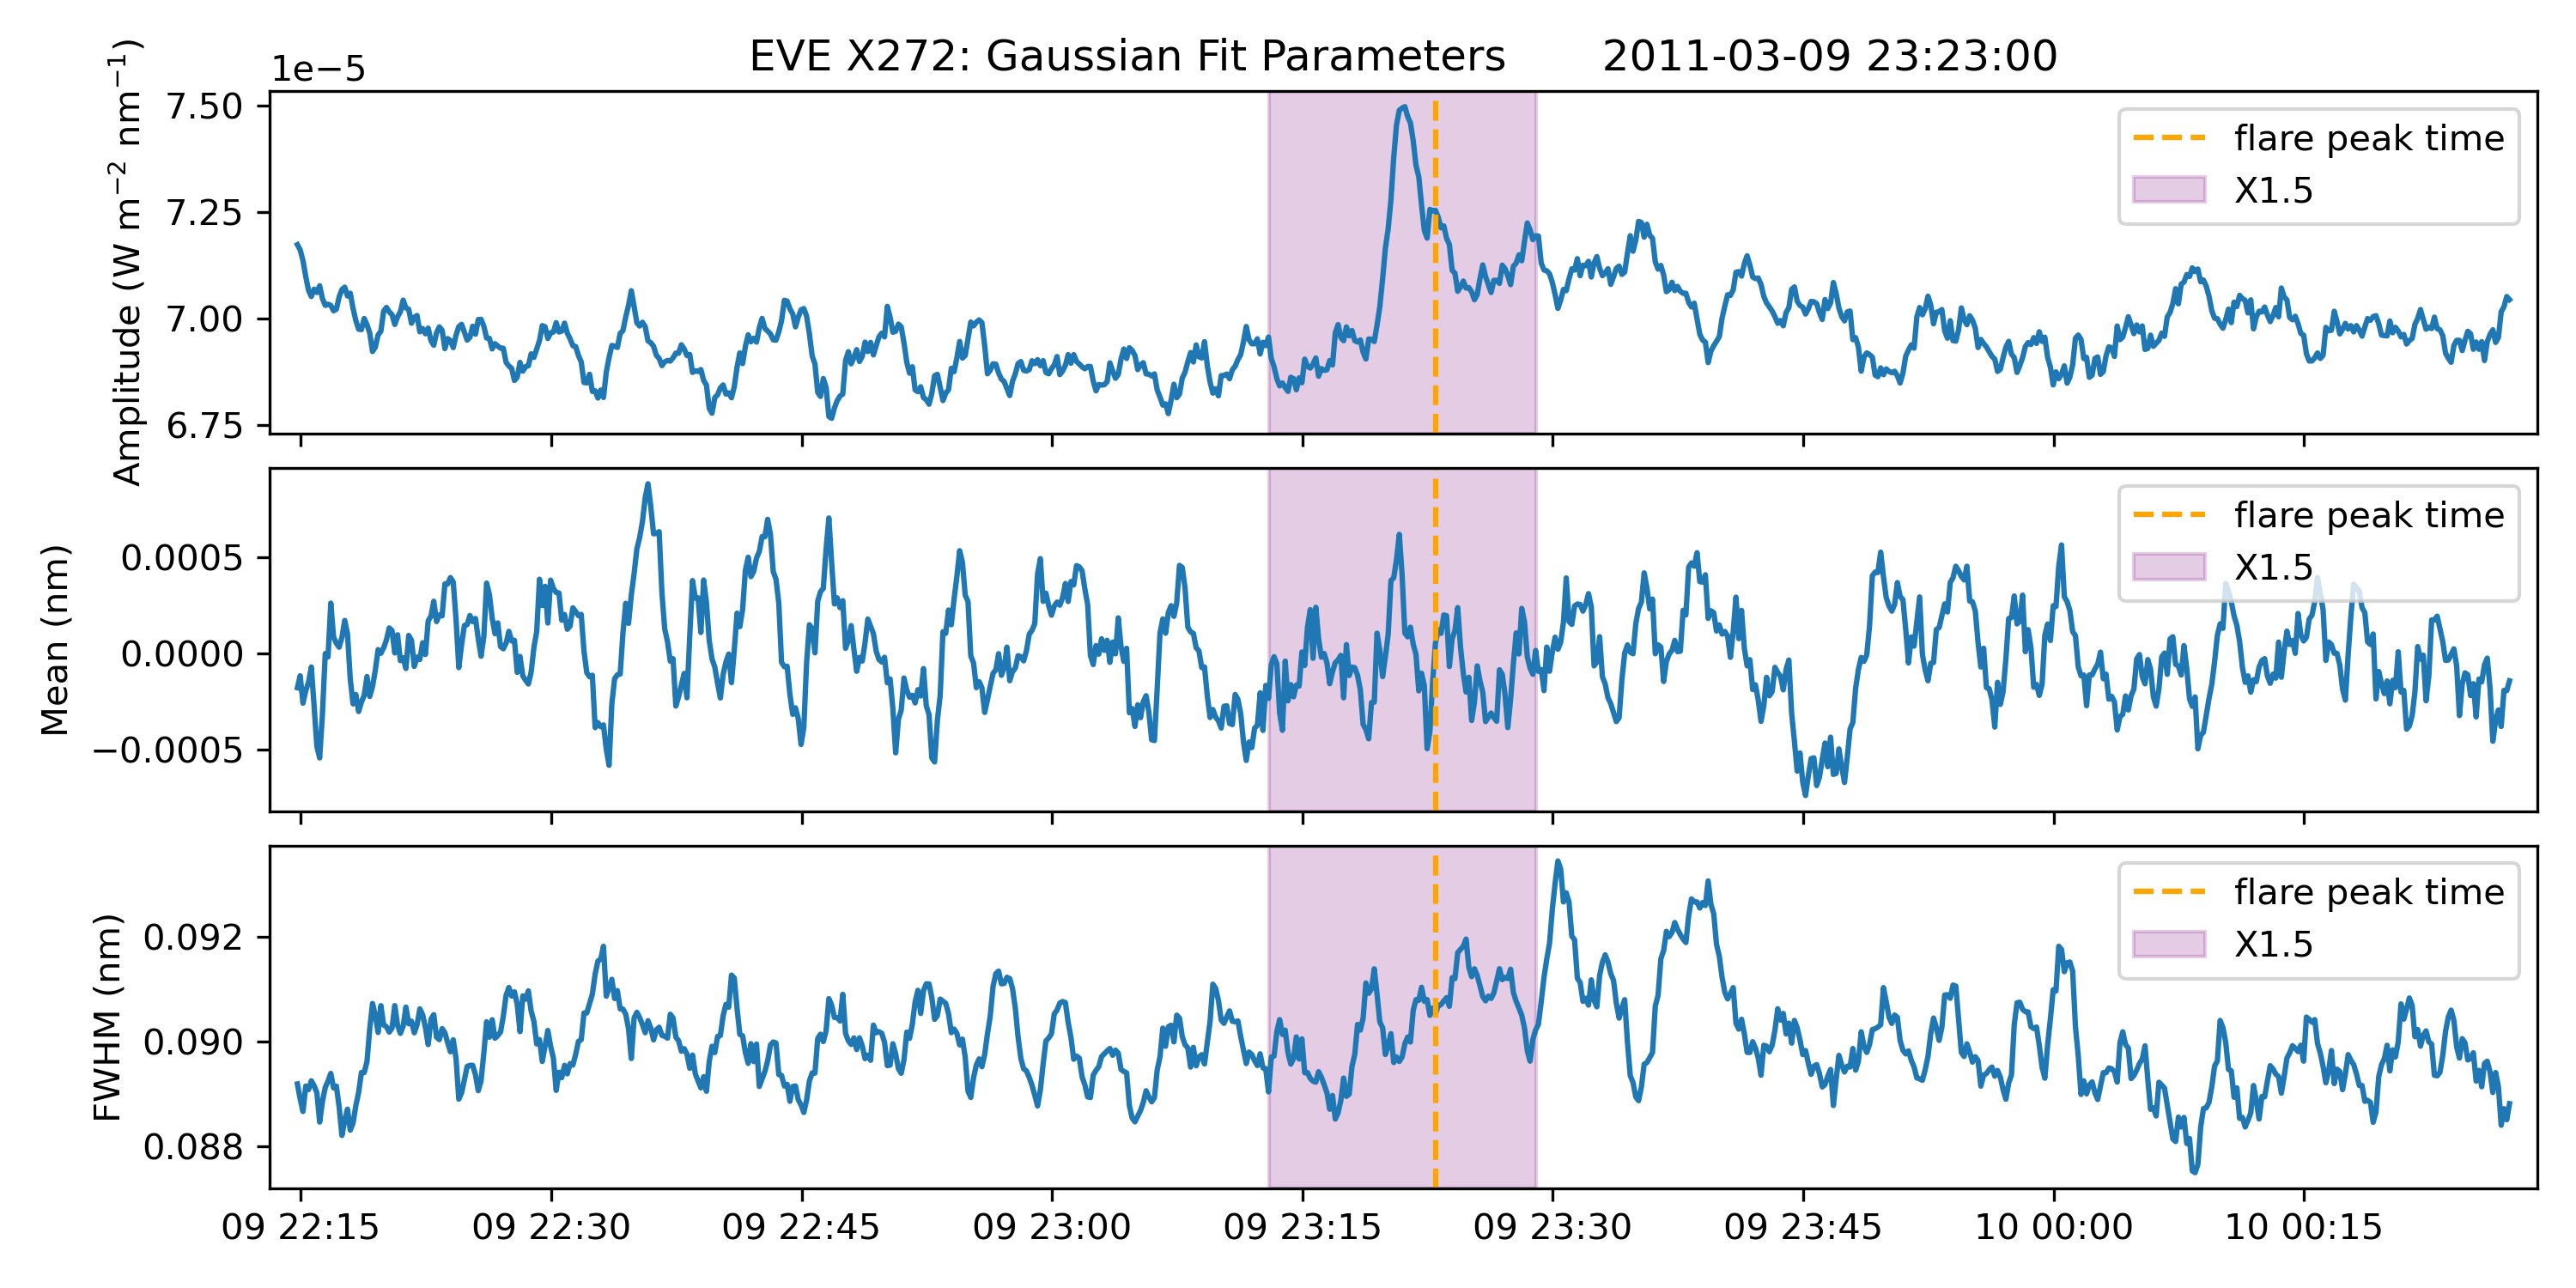 EVE X272: Gaussian Fit Parameters 2011-03-09 23:23:00
1e−5
Amplitude (W m⁻² nm⁻¹)
7.50
7.25
7.00
6.75
flare peak time
X1.5
Mean (nm)
0.0005
0.0000
−0.0005
flare peak time
X1.5
FWHM (nm)
0.092
0.090
0.088
flare peak time
X1.5
09 22:15 09 22:30 09 22:45 09 23:00 09 23:15 09 23:30 09 23:45 10 00:00 10 00:15